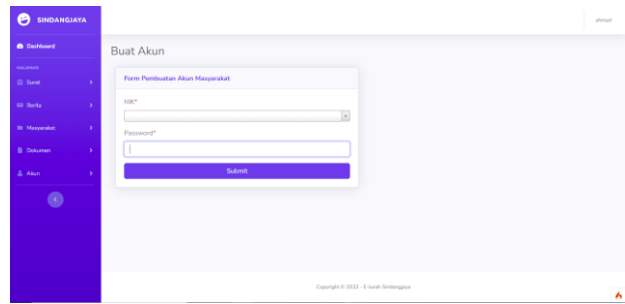 SINDANGJAYA
ahmad
Dashboard
Buat Akun
HALAMAN
Surat
Form Pembuatan Akun Masyarakat
Berita
NIK*
Masyarakat
Password*
Dokumen
Submit
Akun
Copyright © 2022 - E-lurah Sindangjaya